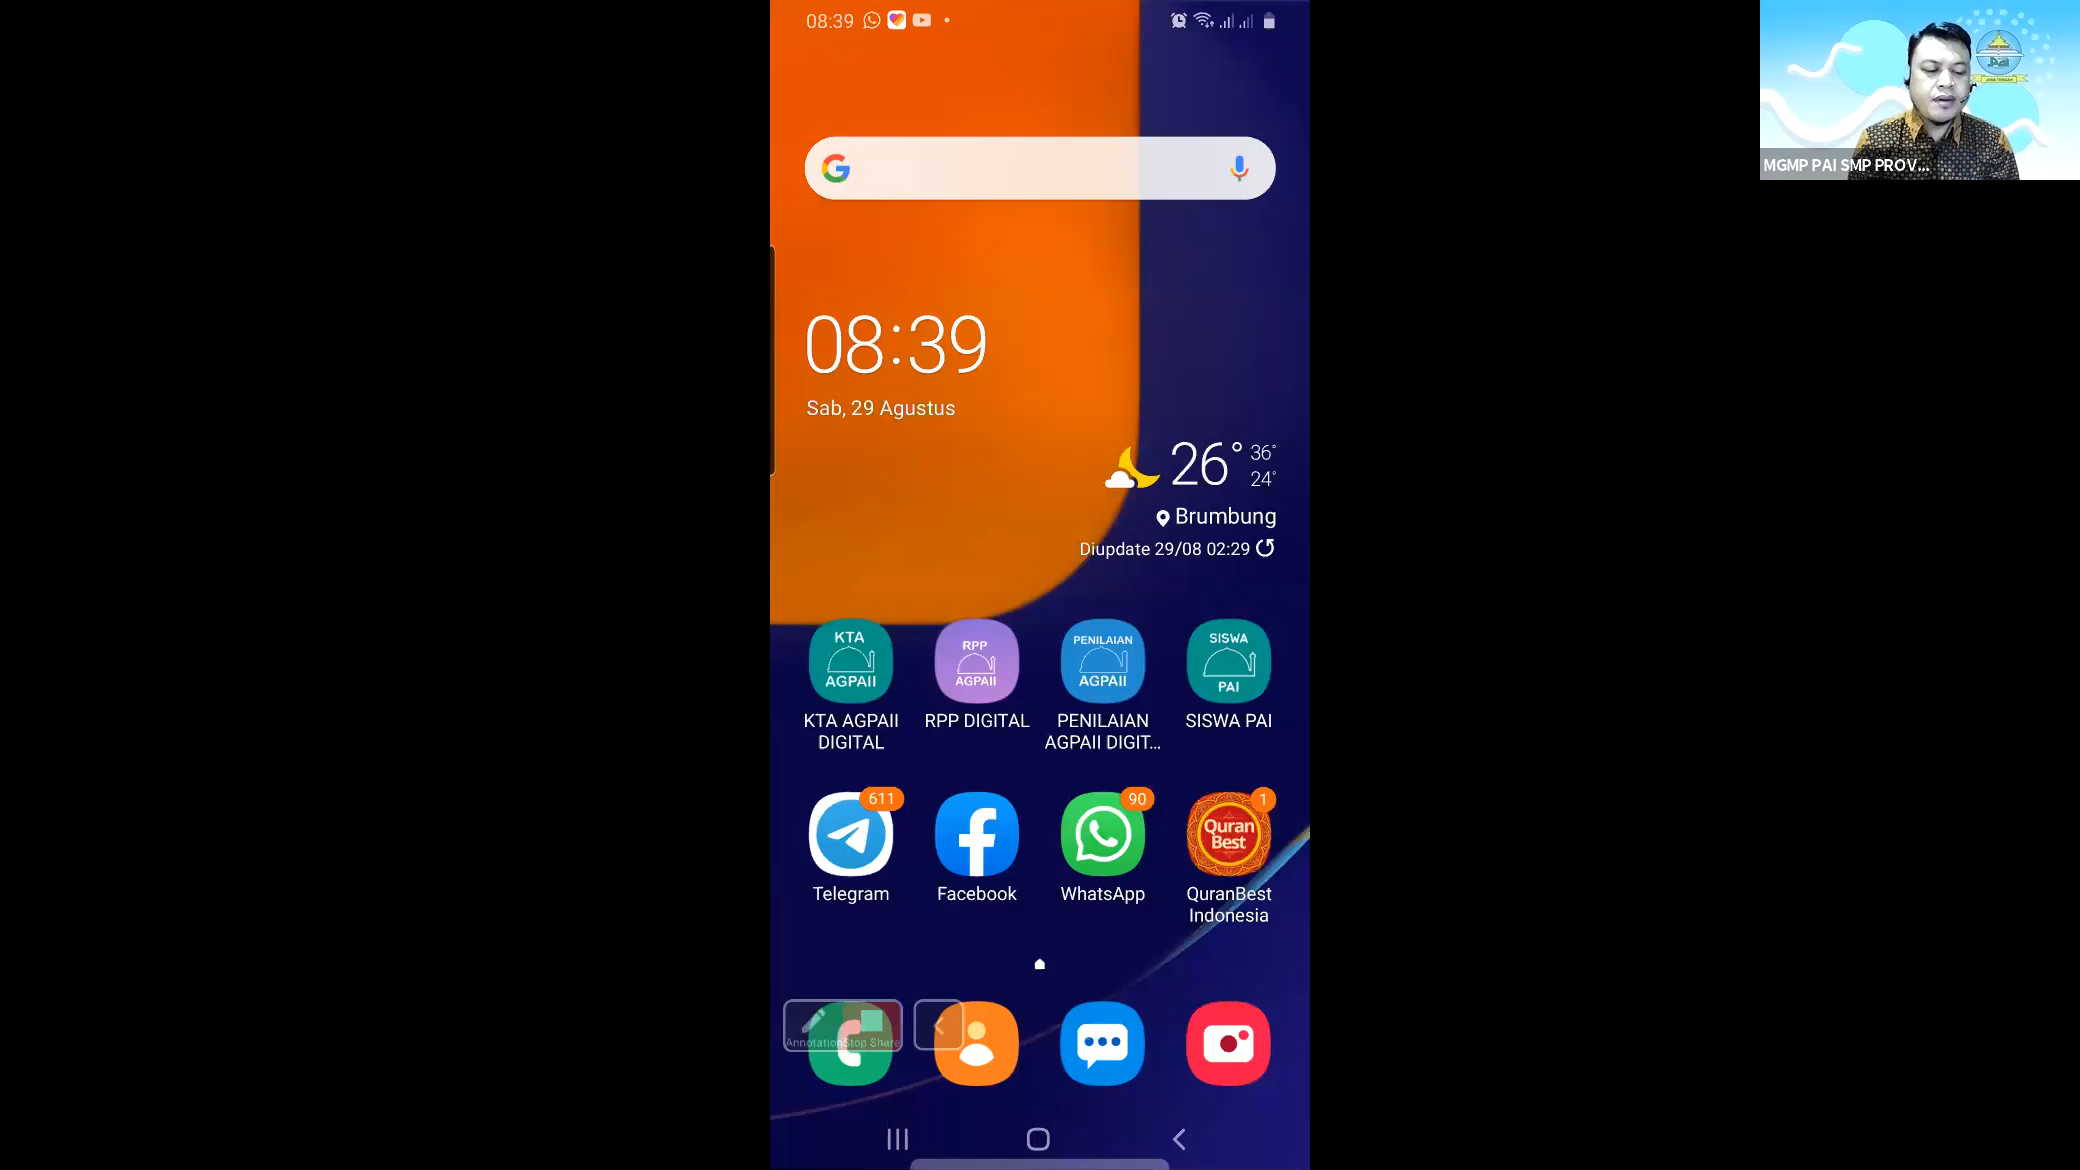 08:39
MGMP PAI SMP PROV...
08:39
Sab, 29 Agustus
26° 36°
24°
Brumbung
Diupdate 29/08 02:29
KTA
AGPAII
RPP
AGPAII
PENILAIAN
AGPAII
SISWA
PAI
KTA AGPAII
DIGITAL
RPP DIGITAL
PENILAIAN
AGPAII DIGIT...
SISWA PAI
611
90
1
Quran
Best
Telegram
Facebook
WhatsApp
QuranBest
Indonesia
Annotation
Stop Share